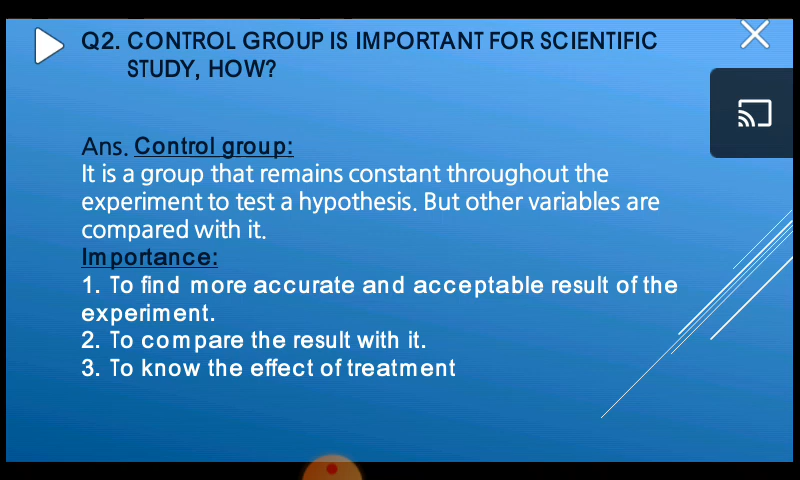 Q2. CONTROL GROUP IS IMPORTANT FOR SCIENTIFIC
STUDY, HOW?
Ans. Control group:
It is a group that remains constant throughout the
experiment to test a hypothesis. But other variables are
compared with it.
Importance:
1. To find more accurate and acceptable result of the
experiment.
2. To compare the result with it.
3. To know the effect of treatment